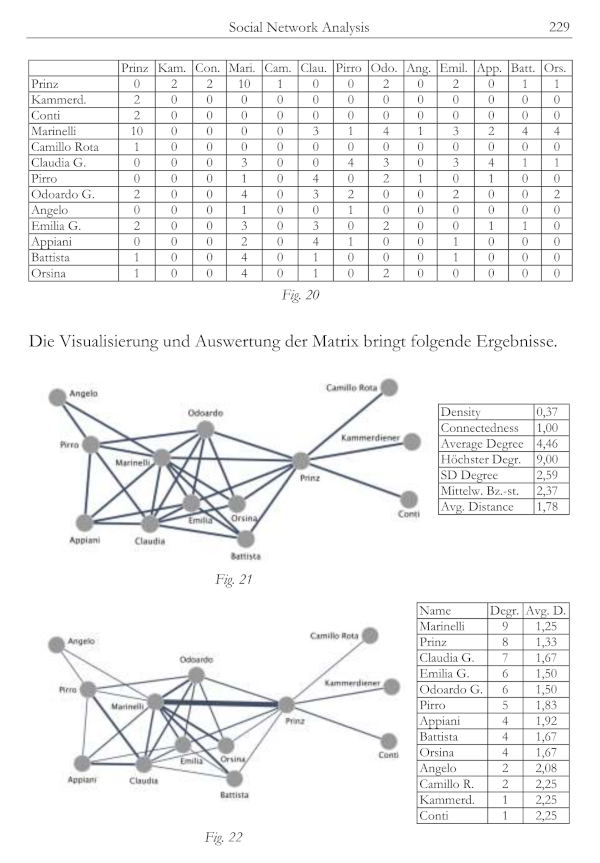 Social Network Analysis 229
Prinz Kam. Con. Mari. Cam. Clau. Pirro Odo. Ang. Emil. App. Batt. Ors.
Prinz 0 2 2 10 1 0 0 2 0 2 0 1 1
Kammerd. 2 0 0 0 0 0 0 0 0 0 0 0 0
Conti 2 0 0 0 0 0 0 0 0 0 0 0 0
Marinelli 10 0 0 0 0 3 1 4 1 3 2 4 4
Camillo Rota 1 0 0 0 0 0 0 0 0 0 0 0 0
Claudia G. 0 0 0 3 0 0 4 3 0 3 4 1 1
Pirro 0 0 0 1 0 4 0 2 1 0 1 0 0
Odoardo G. 2 0 0 4 0 3 2 0 0 2 0 0 2
Angelo 0 0 0 1 0 0 1 0 0 0 0 0 0
Emilia G. 2 0 0 3 0 3 0 2 0 0 1 1 0
Appiani 0 0 0 2 0 4 1 0 0 1 0 0 0
Battista 1 0 0 4 0 1 0 0 0 1 0 0 0
Orsina 1 0 0 4 0 1 0 2 0 0 0 0 0
Fig. 20
Die Visualisierung und Auswertung der Matrix bringt folgende Ergebnisse.
Angelo
Camillo Rota
Odoardo
Kammerdiener
Pirro
Marinelli
Prinz
Conti
Emilia
Orsina
Appiani
Claudia
Battista
Density 0,37
Connectedness 1,00
Average Degree 4,46
Höchster Degr. 9,00
SD Degree 2,59
Mittelw. Bz.-st. 2,37
Avg. Distance 1,78
Fig. 21
Angelo
Camillo Rota
Odoardo
Kammerdiener
Pirro
Marinelli
Prinz
Conti
Emilia
Orsina
Appiani
Claudia
Battista
Name Degr. Avg. D.
Marinelli 9 1,25
Prinz 8 1,33
Claudia G. 7 1,67
Emilia G. 6 1,50
Odoardo G. 6 1,50
Pirro 5 1,83
Appiani 4 1,92
Battista 4 1,67
Orsina 4 1,67
Angelo 2 2,08
Camillo R. 2 2,25
Kammerd. 1 2,25
Conti 1 2,25
Fig. 22